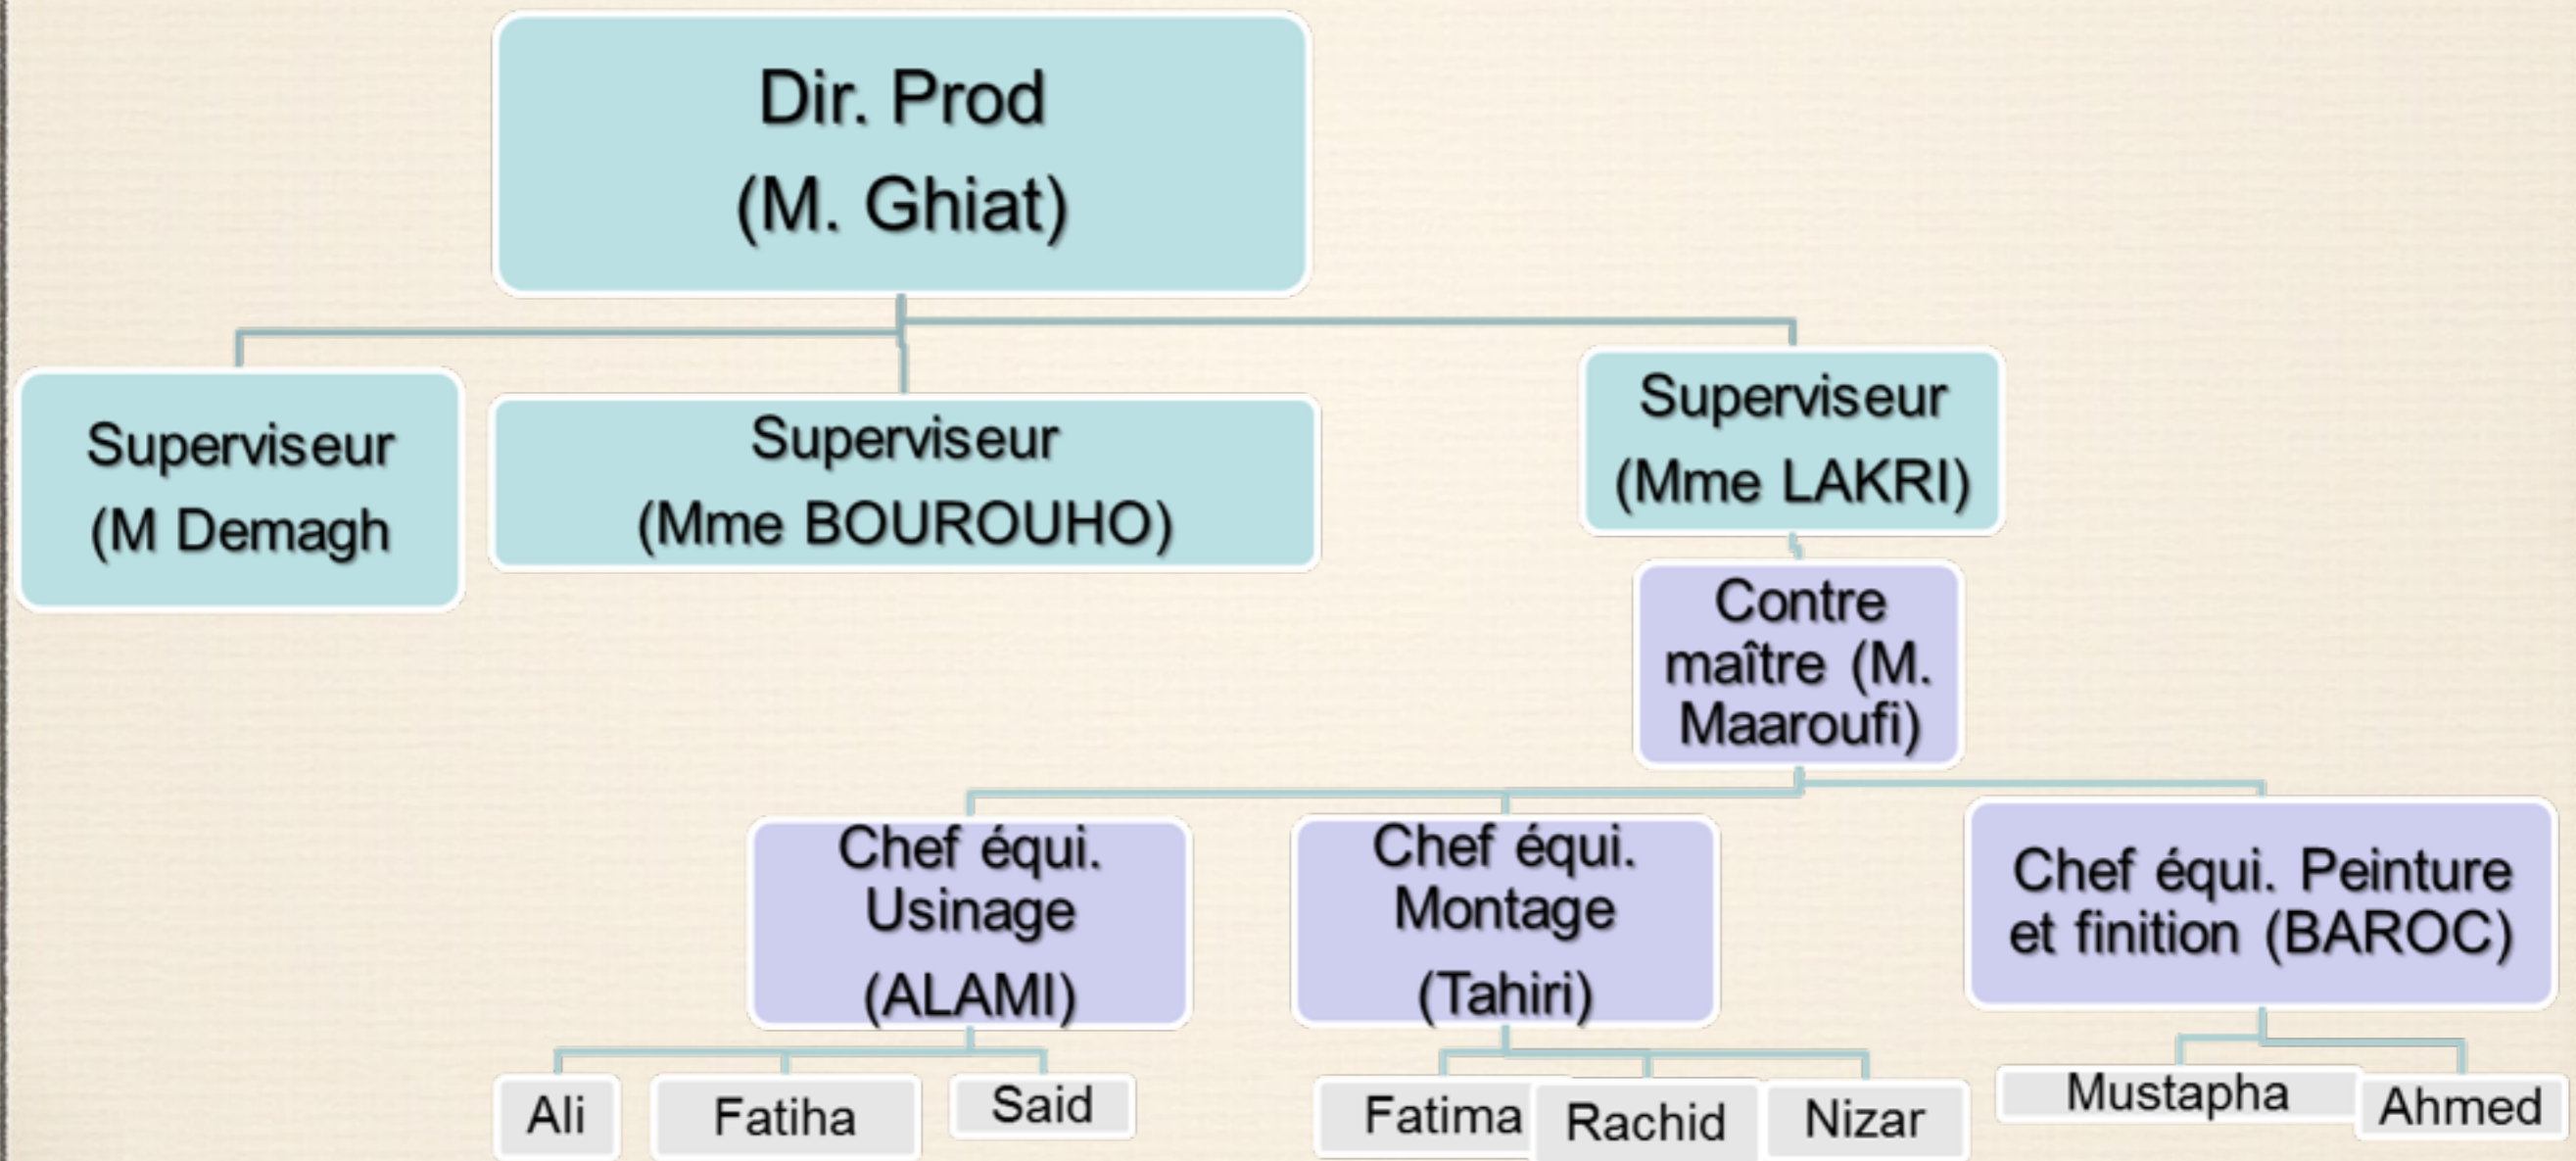 Dir. Prod
(M. Ghiat)
Superviseur
(M Demagh
Superviseur
(Mme BOUROUHO)
Superviseur
(Mme LAKRI)
Contre
maître (M.
Maaroufi)
Chef équi.
Usinage
(ALAMI)
Chef équi.
Montage
(Tahiri)
Chef équi. Peinture
et finition (BAROC)
Ali
Fatiha
Said
Fatima
Rachid
Nizar
Mustapha
Ahmed